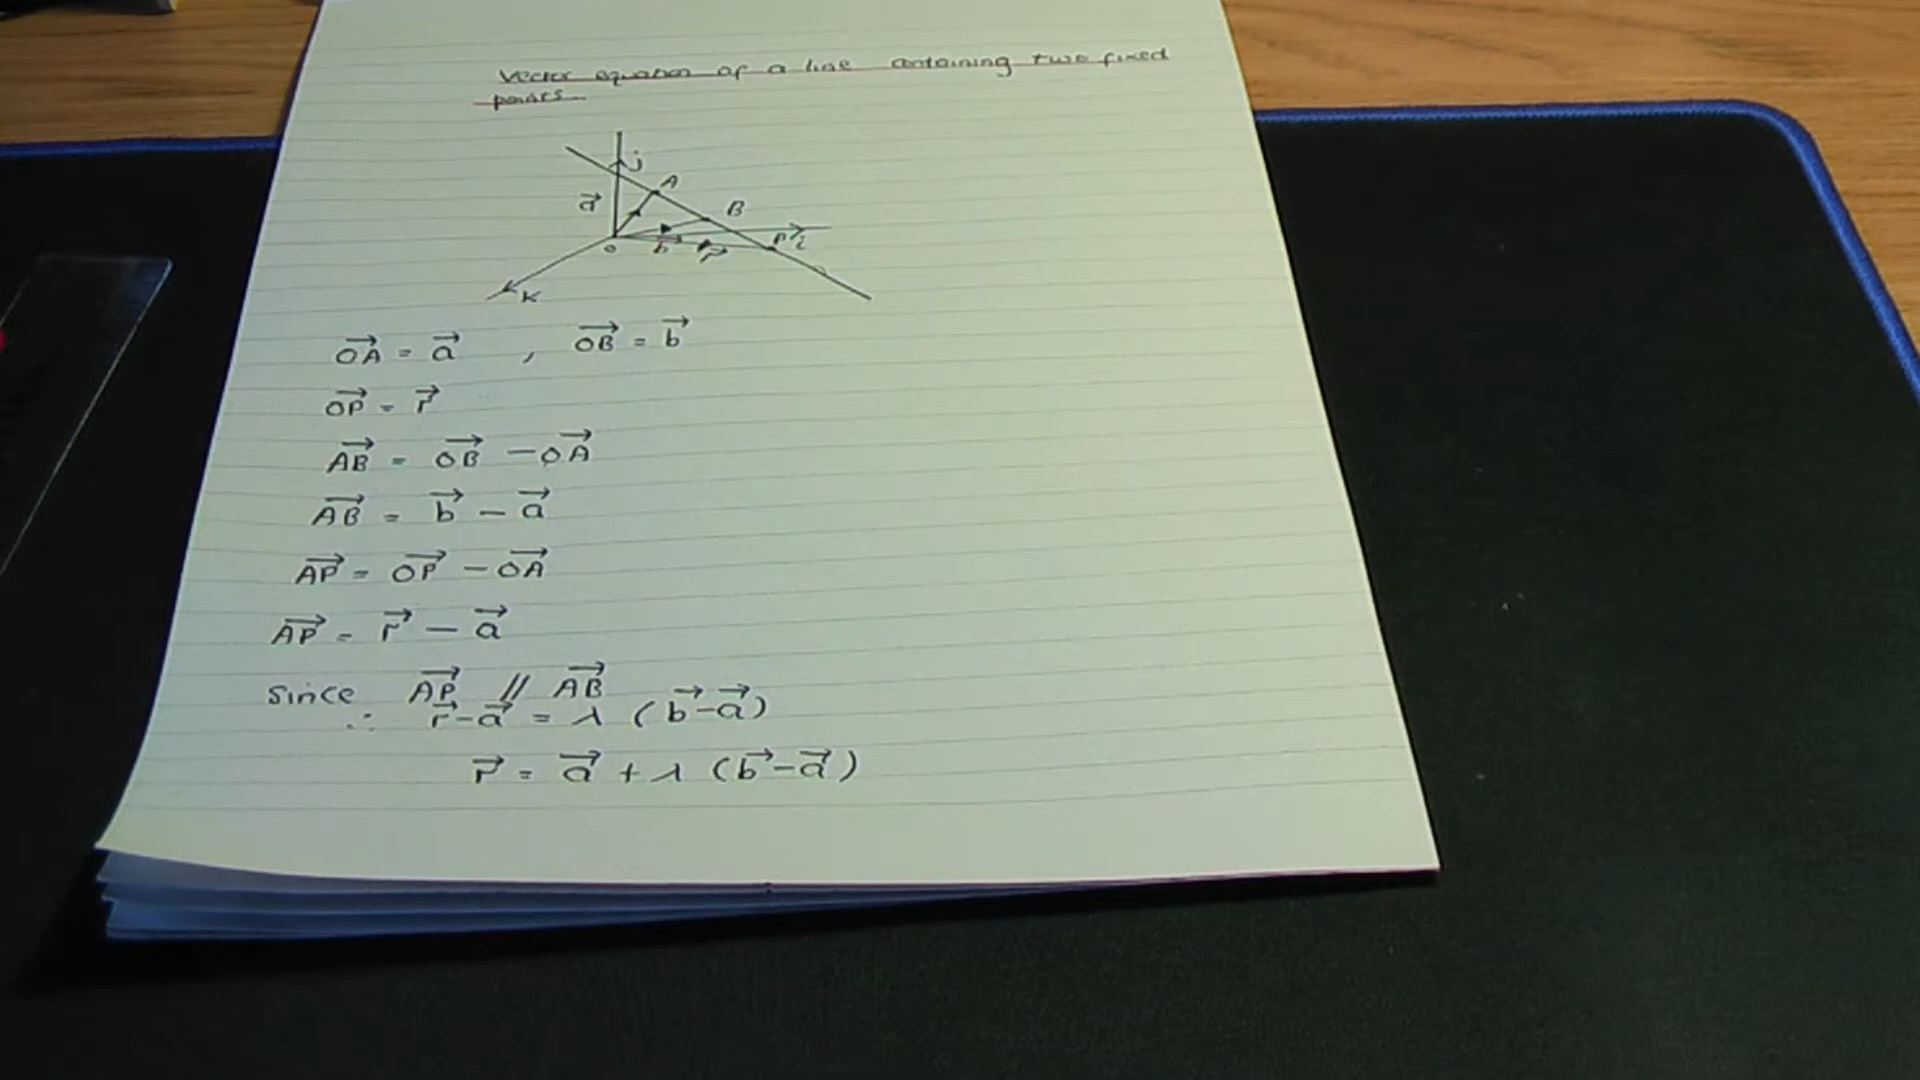 Vector equation of a line containing two fixed
points
j
A
a⃗
B
P i
o
b⃗
r⃗
K
O͞A⃗ = a⃗ , OB⃗ = b⃗
OP⃗ = r⃗
AB⃗ = OB⃗ - OA⃗
AB⃗ = b⃗ - a⃗
AP⃗ = OP⃗ - OA⃗
AP⃗ = r⃗ - a⃗
Since AP⃗ // AB⃗
∴ r⃗ - a⃗ = λ (b⃗ - a⃗)
r⃗ = a⃗ + λ (b⃗ - a⃗)